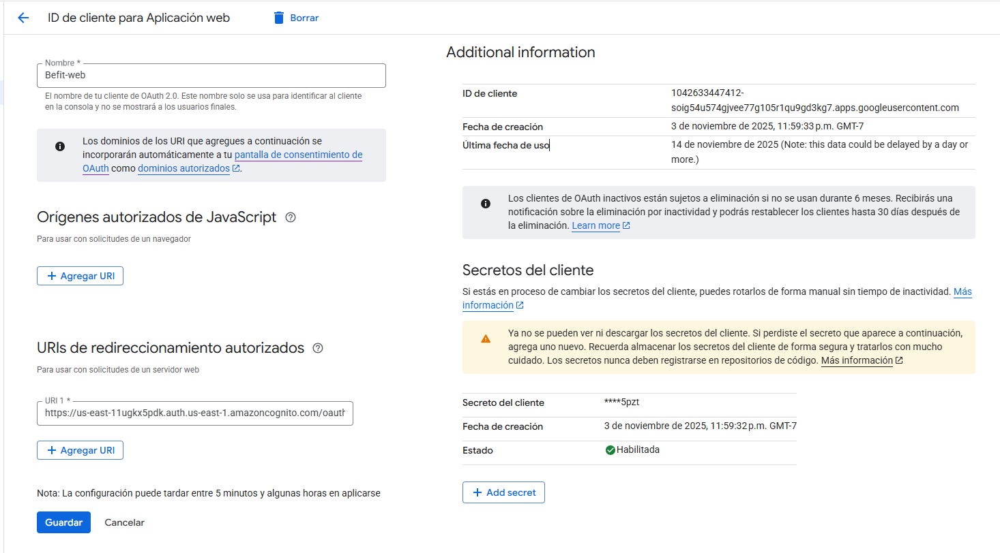 ID de cliente para Aplicación web
Borrar
Nombre *
Befit-web
El nombre de tu cliente de OAuth 2.0. Este nombre solo se usa para identificar al cliente
en la consola y no se mostrará a los usuarios finales.
Los dominios de los URI que agregues a continuación se
incorporarán automáticamente a tu pantalla de consentimiento de
OAuth como dominios autorizados.
Orígenes autorizados de JavaScript
Para usar con solicitudes de un navegador
+ Agregar URI
URIs de redireccionamiento autorizados
Para usar con solicitudes de un servidor web
URI 1 *
https://us-east-11ugkx5pdk.auth.us-east-1.amazoncognito.com/oauth
+ Agregar URI
Nota: La configuración puede tardar entre 5 minutos y algunas horas en aplicarse
Guardar
Cancelar
Additional information
ID de cliente
1042633447412-
soig54u574gjvee77g105r1qu9gd3kg7.apps.googleusercontent.com
Fecha de creación
3 de noviembre de 2025, 11:59:33 p.m. GMT-7
Última fecha de uso
14 de noviembre de 2025 (Note: this data could be delayed by a day or
more.)
Los clientes de OAuth inactivos están sujetos a eliminación si no se usan durante 6 meses. Recibirás una
notificación sobre la eliminación por inactividad y podrás restablecer los clientes hasta 30 días después de
la eliminación. Learn more
Secretos del cliente
Si estás en proceso de cambiar los secretos del cliente, puedes rotarlos de forma manual sin tiempo de inactividad. Más
información
Ya no se pueden ver ni descargar los secretos del cliente. Si perdiste el secreto que aparece a continuación,
agrega uno nuevo. Recuerda almacenar los secretos del cliente de forma segura y tratarlos con mucho
cuidado. Los secretos nunca deben registrarse en repositorios de código. Más información
Secreto del cliente
****5pzt
Fecha de creación
3 de noviembre de 2025, 11:59:32 p.m. GMT-7
Estado
Habilitada
+ Add secret